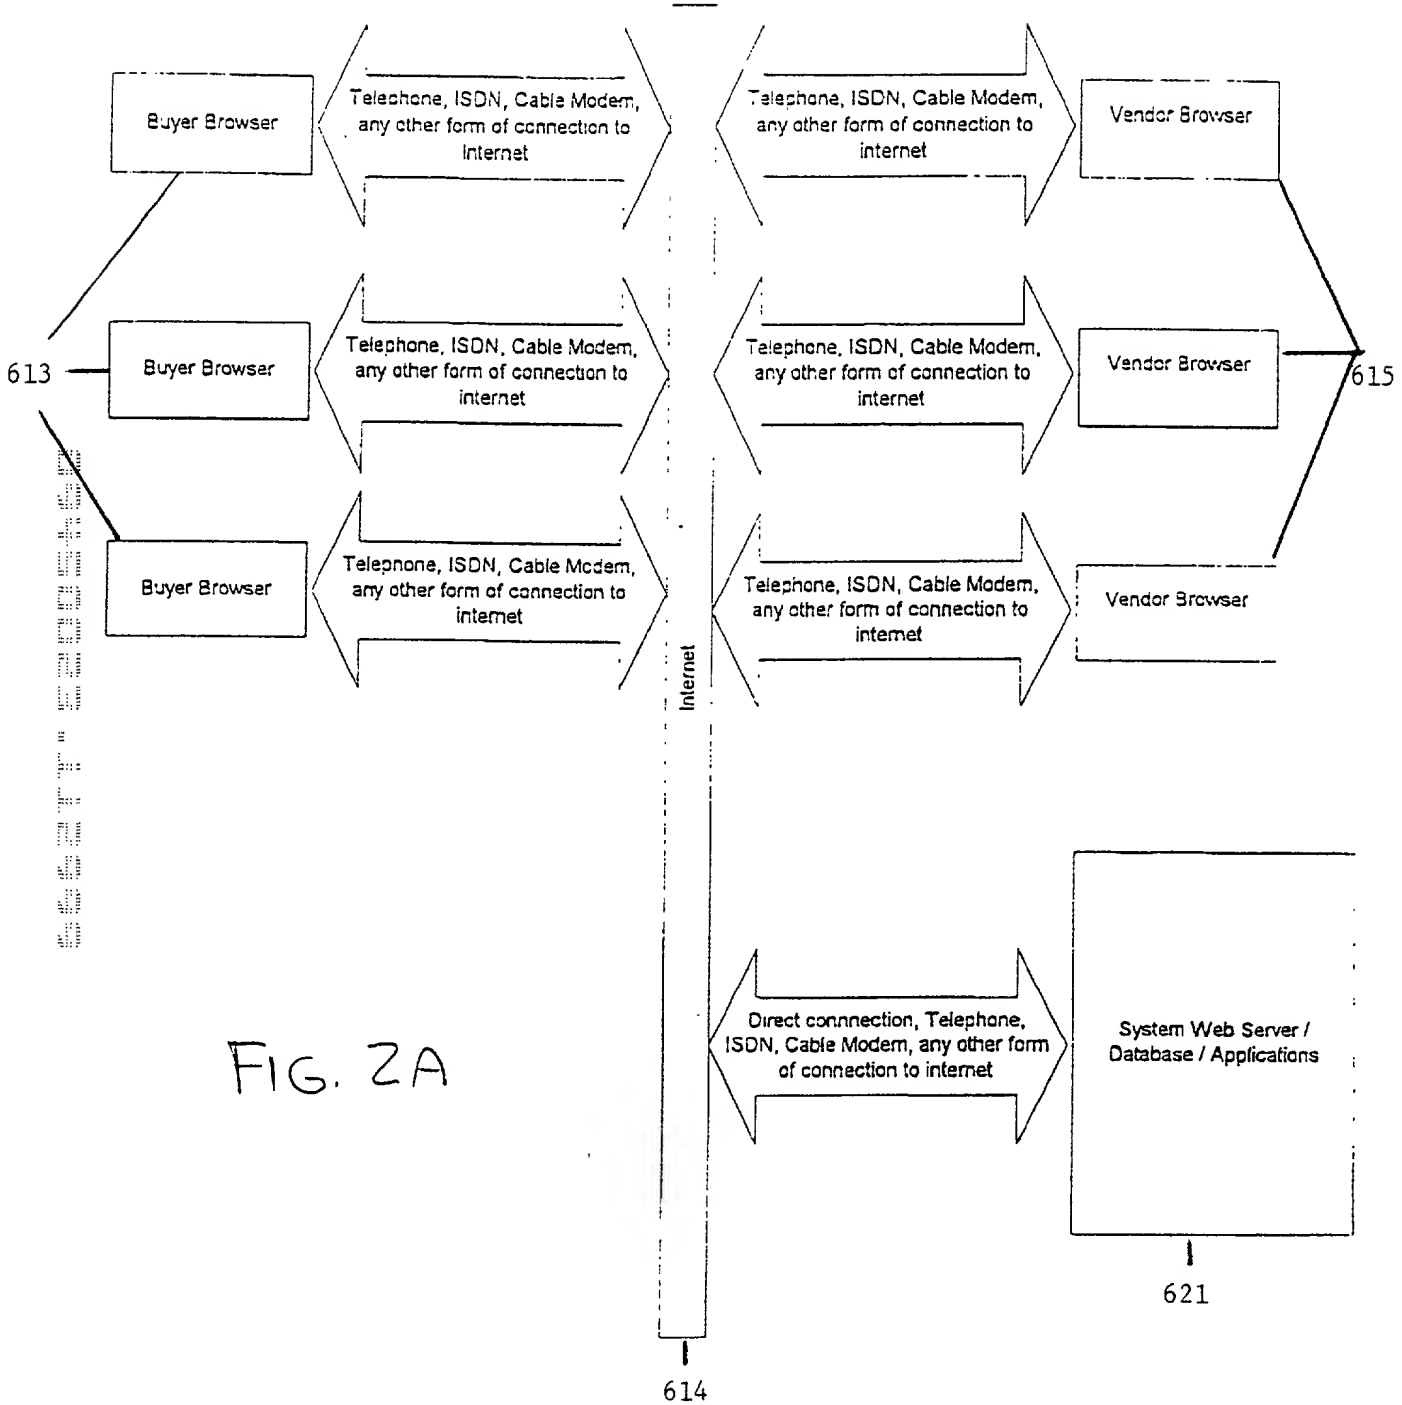 Buyer Browser
Telephone, ISDN, Cable Modem,
any other form of connection to
Internet
Telephone, ISDN, Cable Modem,
any other form of connection to
internet
Vendor Browser
613
Buyer Browser
Telephone, ISDN, Cable Modem,
any other form of connection to
internet
Telephone, ISDN, Cable Modem,
any other form of connection to
internet
Vendor Browser
615
Buyer Browser
Telephone, ISDN, Cable Modem,
any other form of connection to
internet
Telephone, ISDN, Cable Modem,
any other form of connection to
internet
Vendor Browser
Internet
Direct connnection, Telephone,
ISDN, Cable Modem, any other form
of connection to internet
System Web Server /
Database / Applications
FIG. 2A
621
614